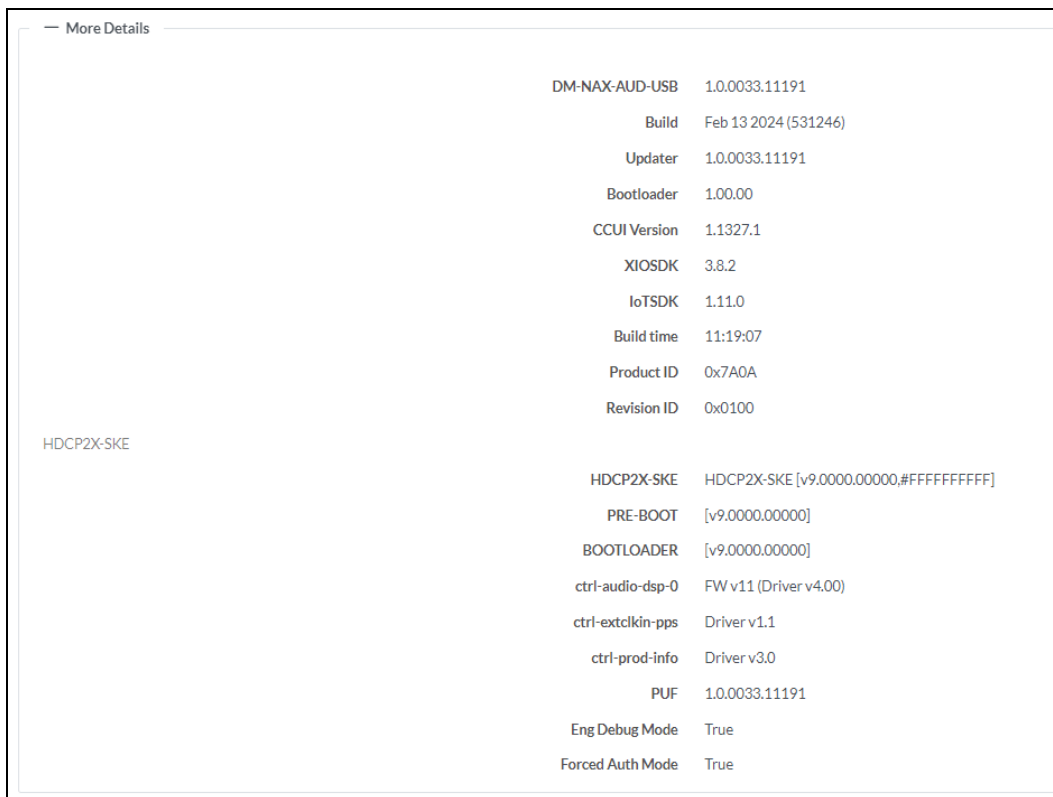 — More Details
DM-NAX-AUD-USB 1.0.0033.11191
Build Feb 13 2024 (531246)
Updater 1.0.0033.11191
Bootloader 1.00.00
CCUI Version 1.1327.1
XIOSDK 3.8.2
IoTSDK 1.11.0
Build time 11:19:07
Product ID 0x7A0A
Revision ID 0x0100
HDCP2X-SKE
HDCP2X-SKE HDCP2X-SKE [v9.0000.00000,#FFFFFFFFFF]
PRE-BOOT [v9.0000.00000]
BOOTLOADER [v9.0000.00000]
ctrl-audio-dsp-0 FW v11 (Driver v4.00)
ctrl-extclkin-pps Driver v1.1
ctrl-prod-info Driver v3.0
PUF 1.0.0033.11191
Eng Debug Mode True
Forced Auth Mode True